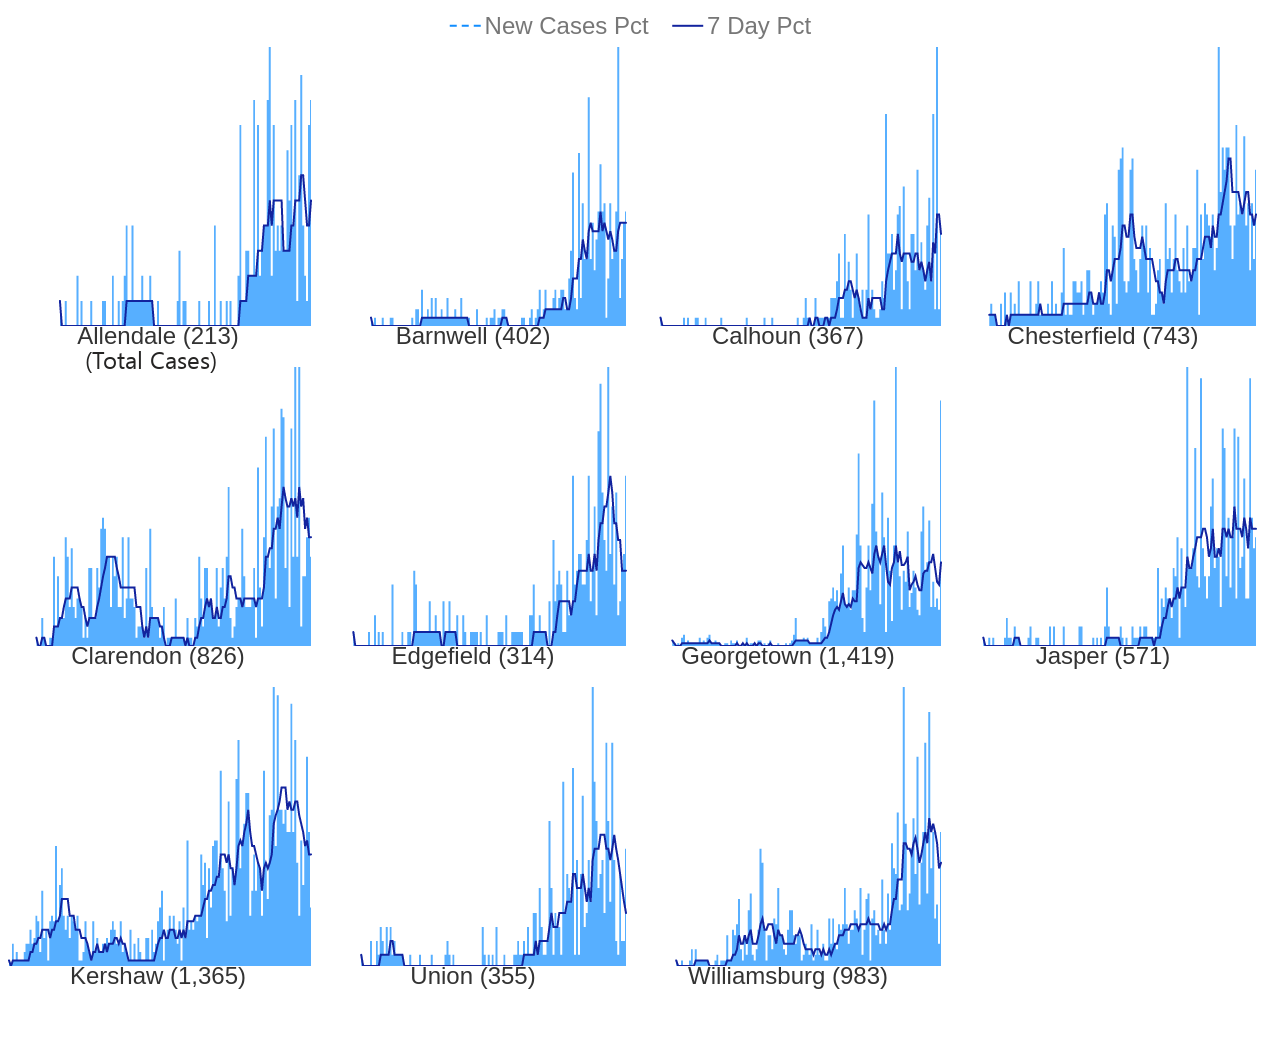 New Cases Pct 7 Day Pct
Allendale (213) Barnwell (402) Calhoun (367) Chesterfield (743)
(Total Cases)
Clarendon (826) Edgefield (314) Georgetown (1,419) Jasper (571)
Kershaw (1,365) Union (355) Williamsburg (983)